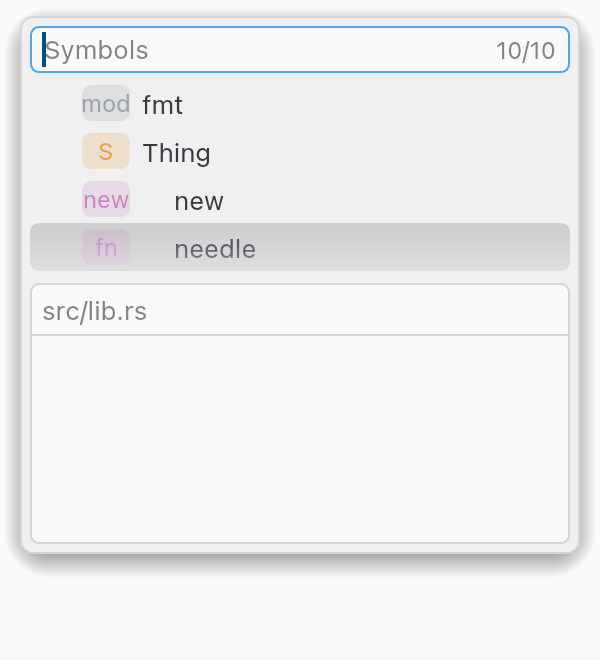 Symbols 10/10
mod fmt
S Thing
new new
fn needle
src/lib.rs